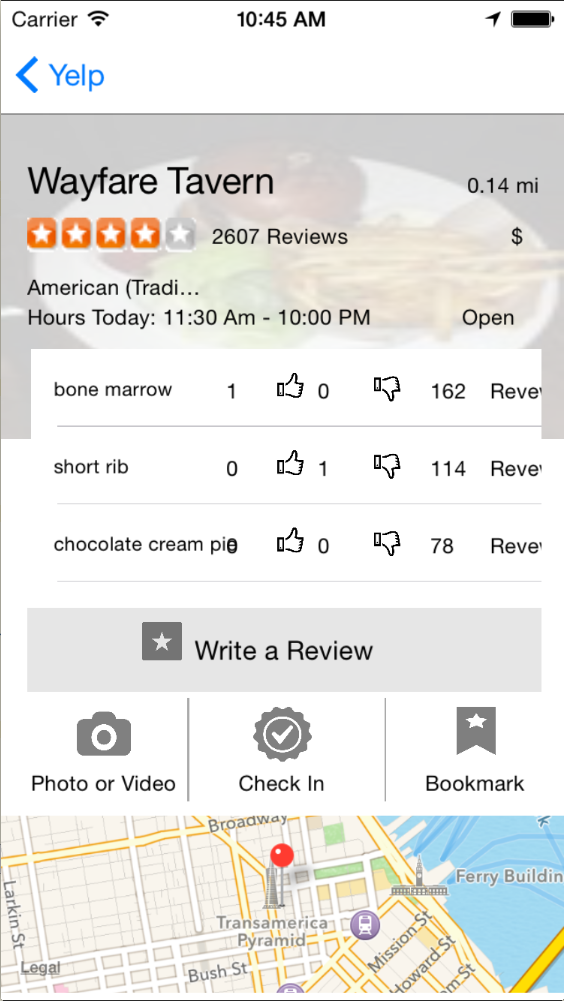 Carrier 10:45 AM
Yelp
Wayfare Tavern 0.14 mi
2607 Reviews $
American (Tradi...
Hours Today: 11:30 Am - 10:00 PM Open
bone marrow 1 0 162 Reve
short rib 0 1 114 Reve
chocolate cream pie 0 0 78 Reve
Write a Review
Photo or Video Check In Bookmark
Broadway
Ferry Buildin
Larkin St
Transamerica
Pyramid
Mission St
Howard St
om St
Legal
Bush St
k